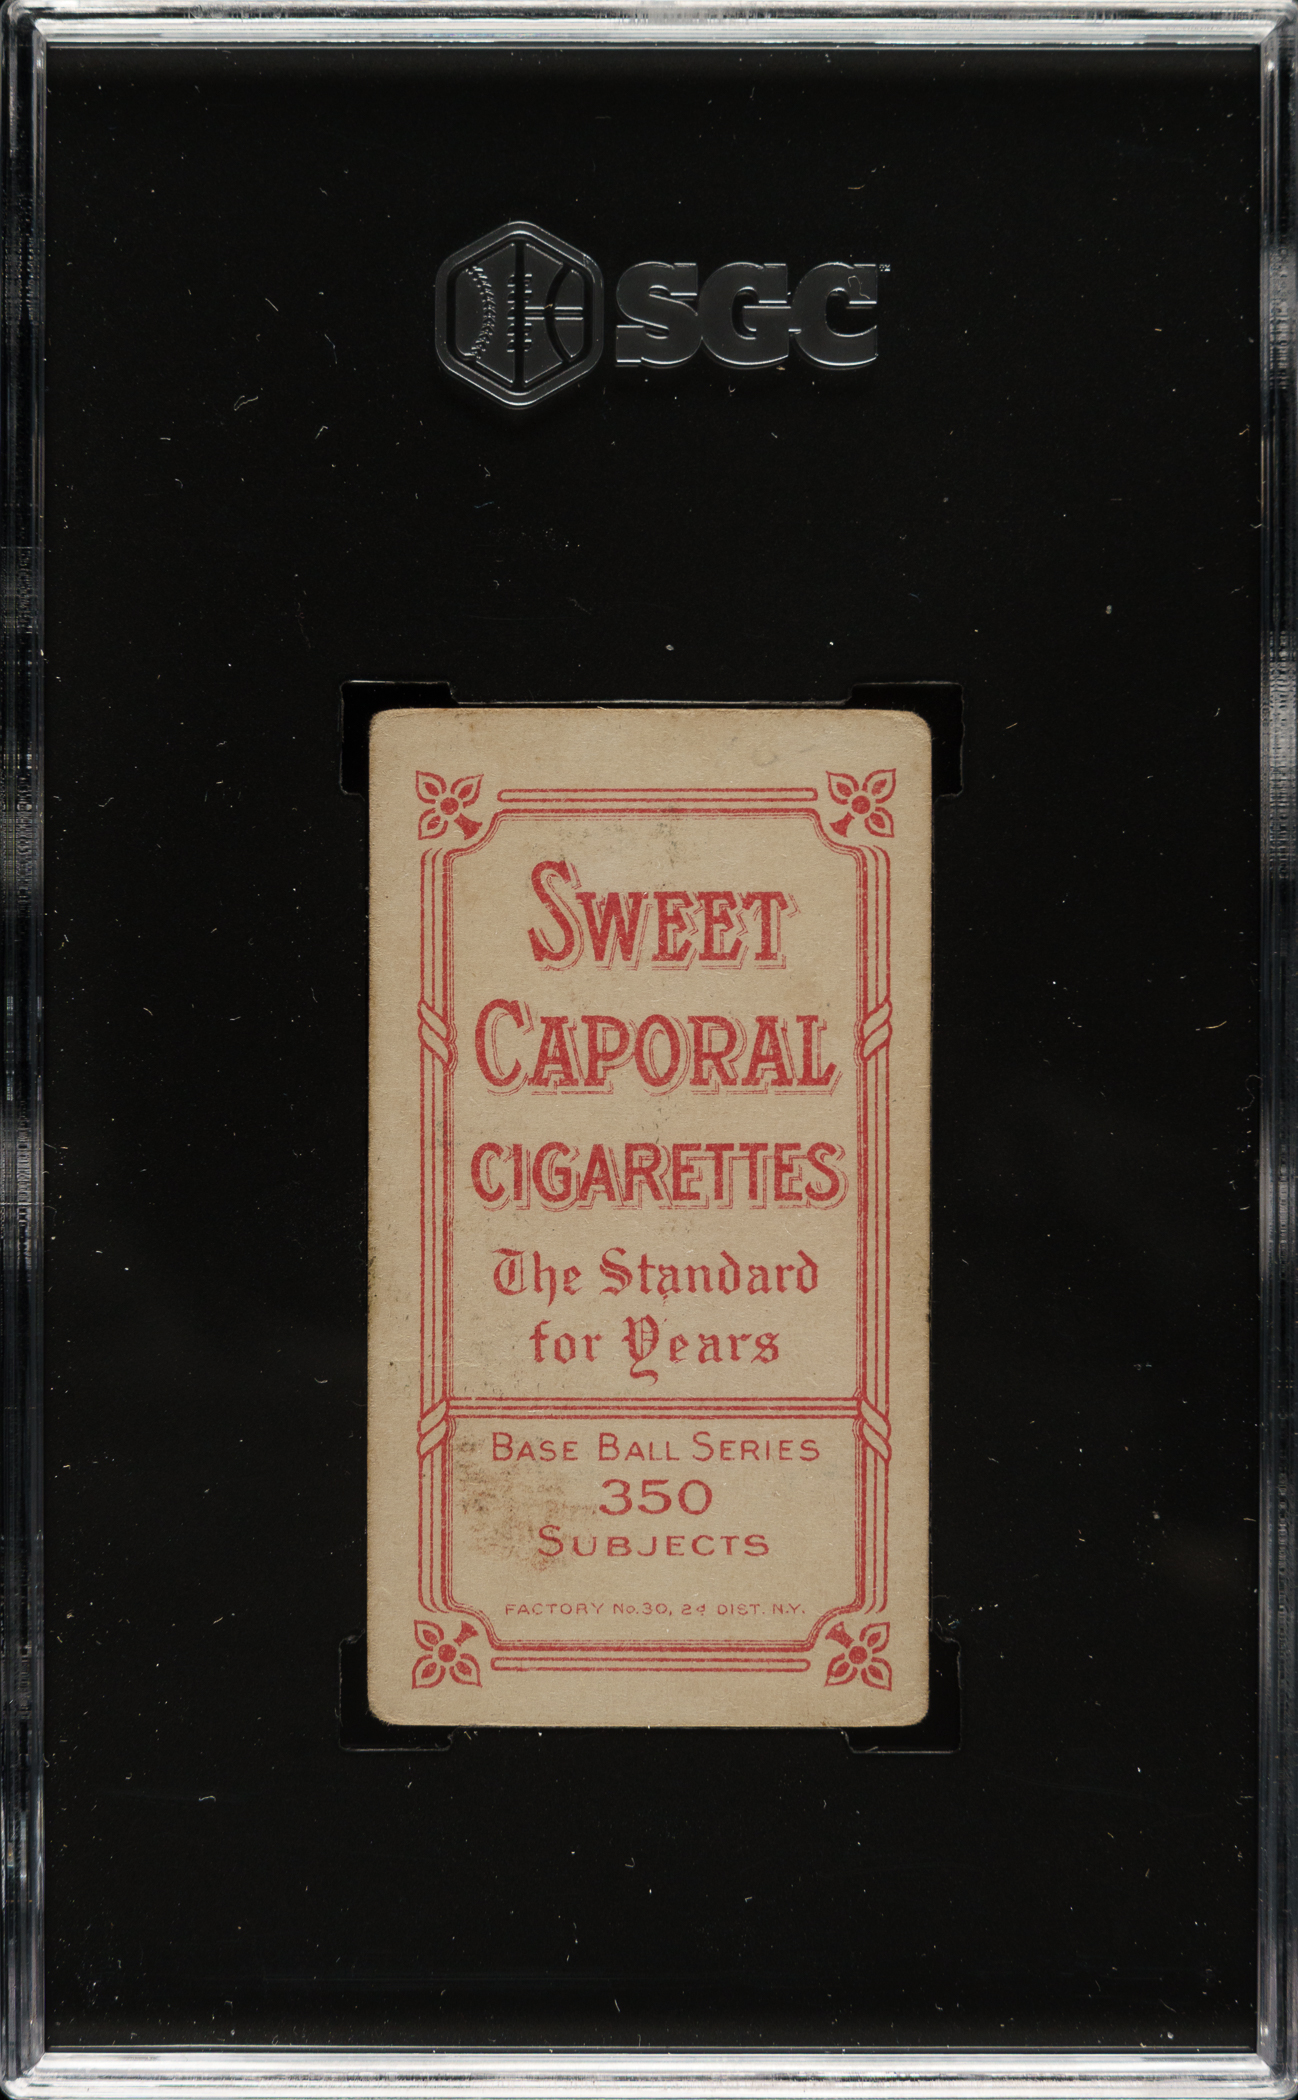 SGC
SWEET
CAPORAL
CIGARETTES
The Standard
for Years
BASE BALL SERIES
350
SUBJECTS
FACTORY No.30, 2d DIST. N.Y.